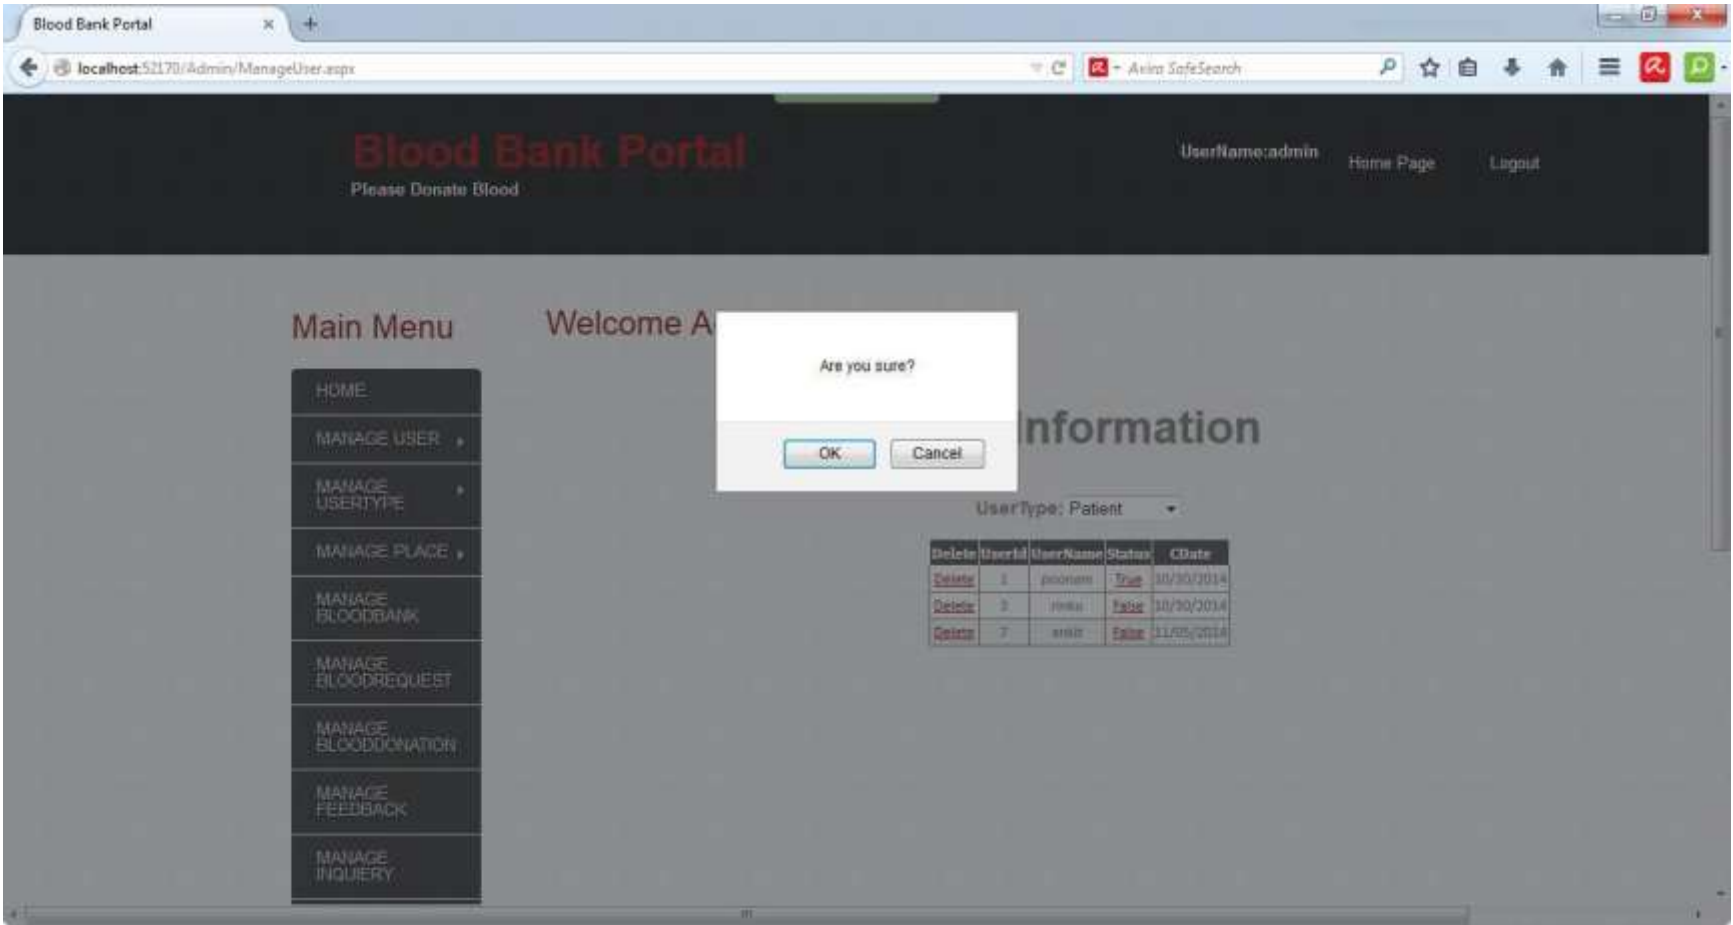 Blood Bank Portal
localhost:52170/Admin/ManageUser.aspx
Avira SafeSearch
Blood Bank Portal
Please Donate Blood
UserName:admin
Home Page
Logout
Main Menu
Welcome A
Are you sure?
OK
Cancel
Information
HOME
MANAGE USER
MANAGE
USERTYPE
MANAGE PLACE
MANAGE
BLOODBANK
MANAGE
BLOODREQUEST
MANAGE
BLOODDONATION
MANAGE
FEEDBACK
MANAGE
INQUIERY
UserType: Patient
Delete UserId UserName Status CDate
Delete 1 poonam True 10/30/2014
Delete rinku False 10/30/2014
Delete 7 ankit False 11/05/2014